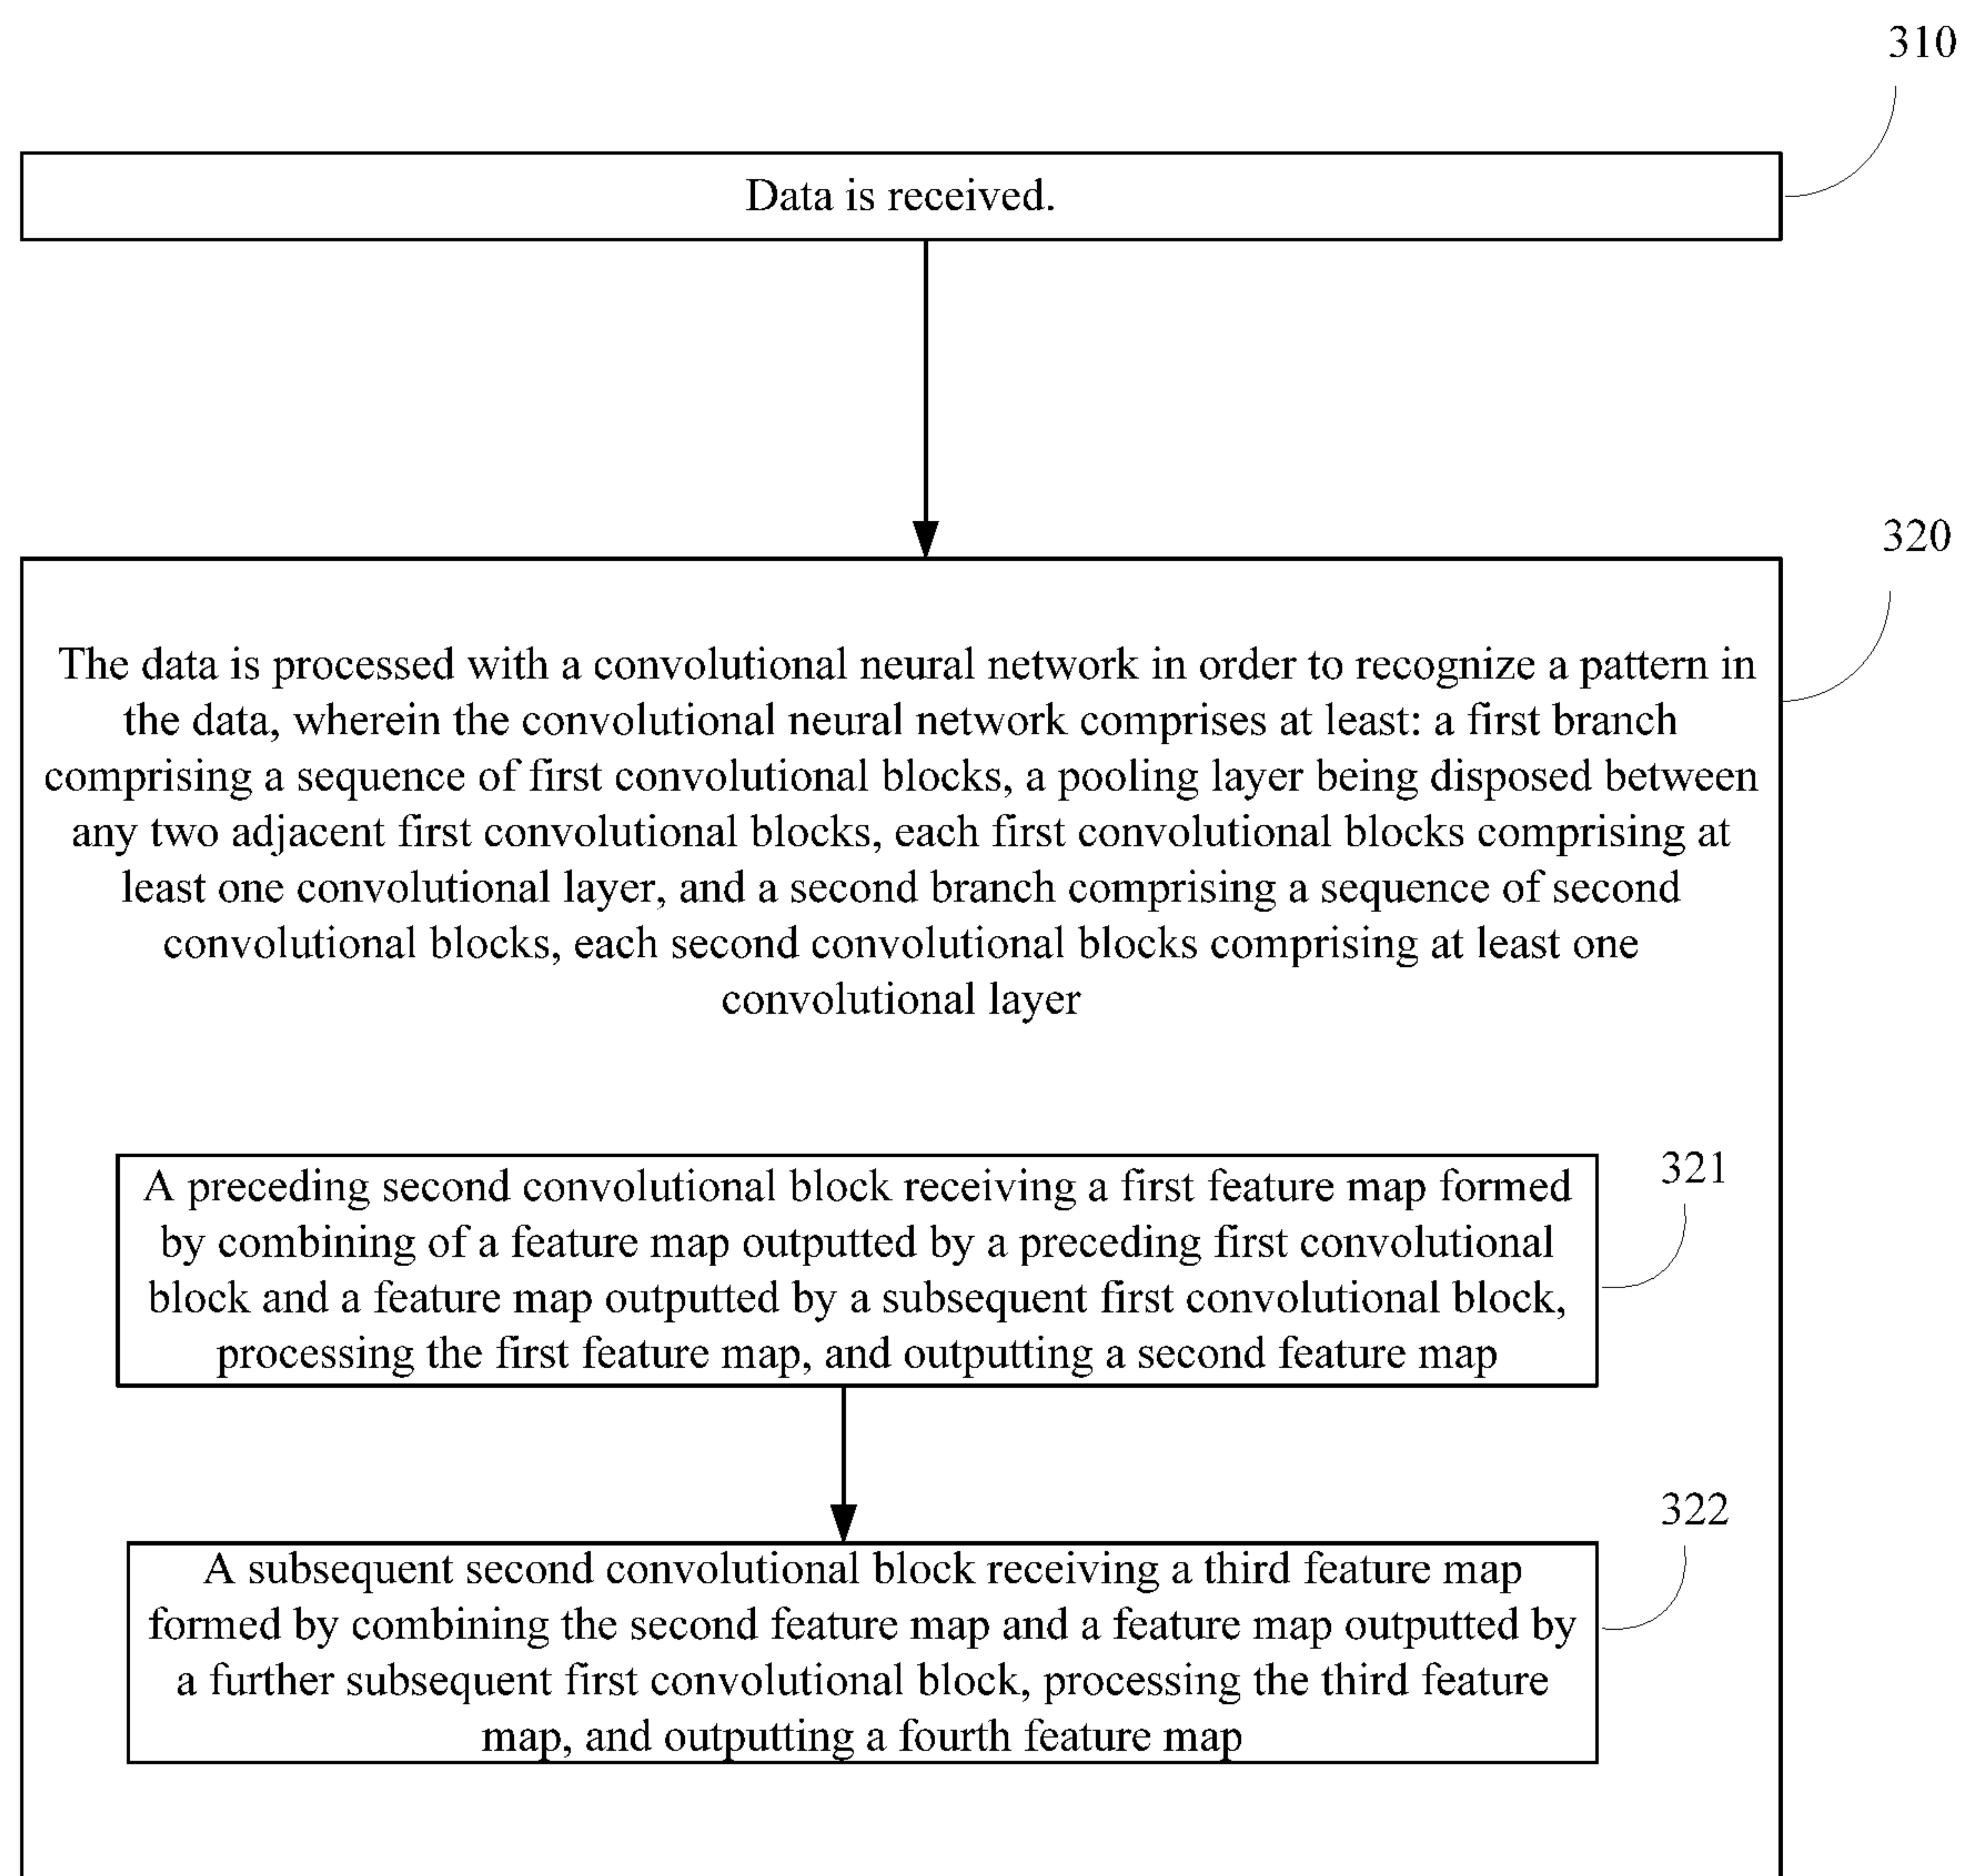 310
Data is received.
320
The data is processed with a convolutional neural network in order to recognize a pattern in
the data, wherein the convolutional neural network comprises at least: a first branch
comprising a sequence of first convolutional blocks, a pooling layer being disposed between
any two adjacent first convolutional blocks, each first convolutional blocks comprising at
least one convolutional layer, and a second branch comprising a sequence of second
convolutional blocks, each second convolutional blocks comprising at least one
convolutional layer
321
A preceding second convolutional block receiving a first feature map formed
by combining of a feature map outputted by a preceding first convolutional
block and a feature map outputted by a subsequent first convolutional block,
processing the first feature map, and outputting a second feature map
322
A subsequent second convolutional block receiving a third feature map
formed by combining the second feature map and a feature map outputted by
a further subsequent first convolutional block, processing the third feature
map, and outputting a fourth feature map